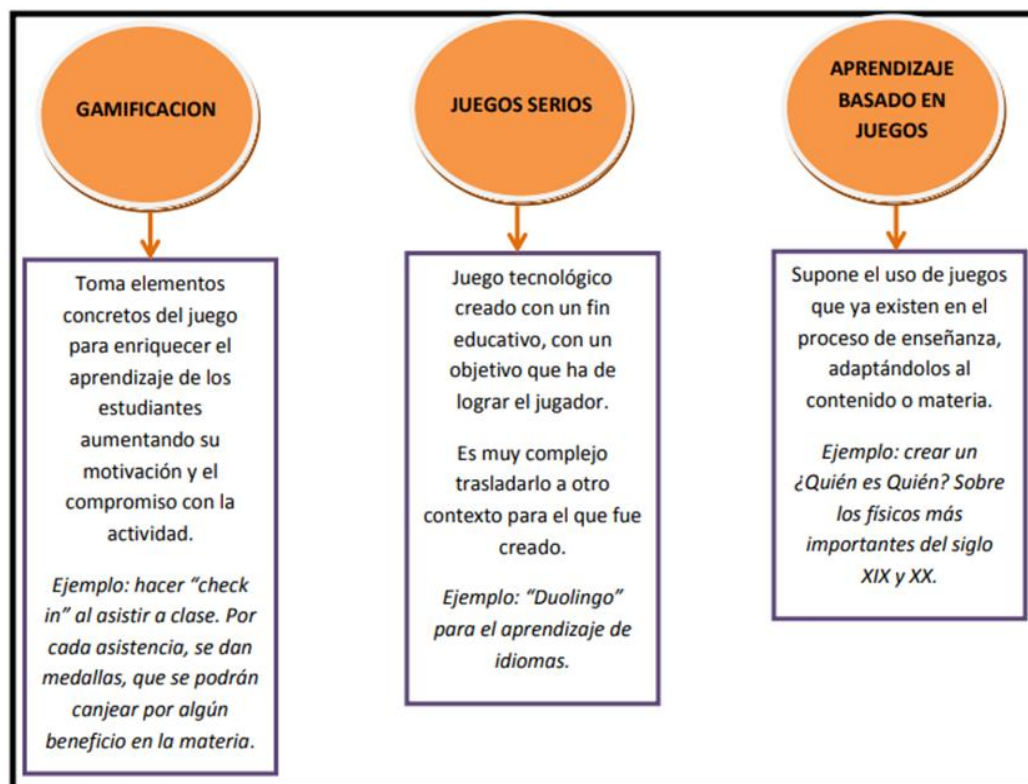 GAMIFICACION
Toma elementos
concretos del juego
para enriquecer el
aprendizaje de los
estudiantes
aumentando su
motivación y el
compromiso con la
actividad.
Ejemplo: hacer “check
in” al asistir a clase. Por
cada asistencia, se dan
medallas, que se podrán
canjear por algún
beneficio en la materia.
JUEGOS SERIOS
Juego tecnológico
creado con un fin
educativo, con un
objetivo que ha de
lograr el jugador.
Es muy complejo
trasladarlo a otro
contexto para el que fue
creado.
Ejemplo: “Duolingo”
para el aprendizaje de
idiomas.
APRENDIZAJE
BASADO EN
JUEGOS
Supone el uso de juegos
que ya existen en el
proceso de enseñanza,
adaptándolos al
contenido o materia.
Ejemplo: crear un
¿Quién es Quién? Sobre
los físicos más
importantes del siglo
XIX y XX.